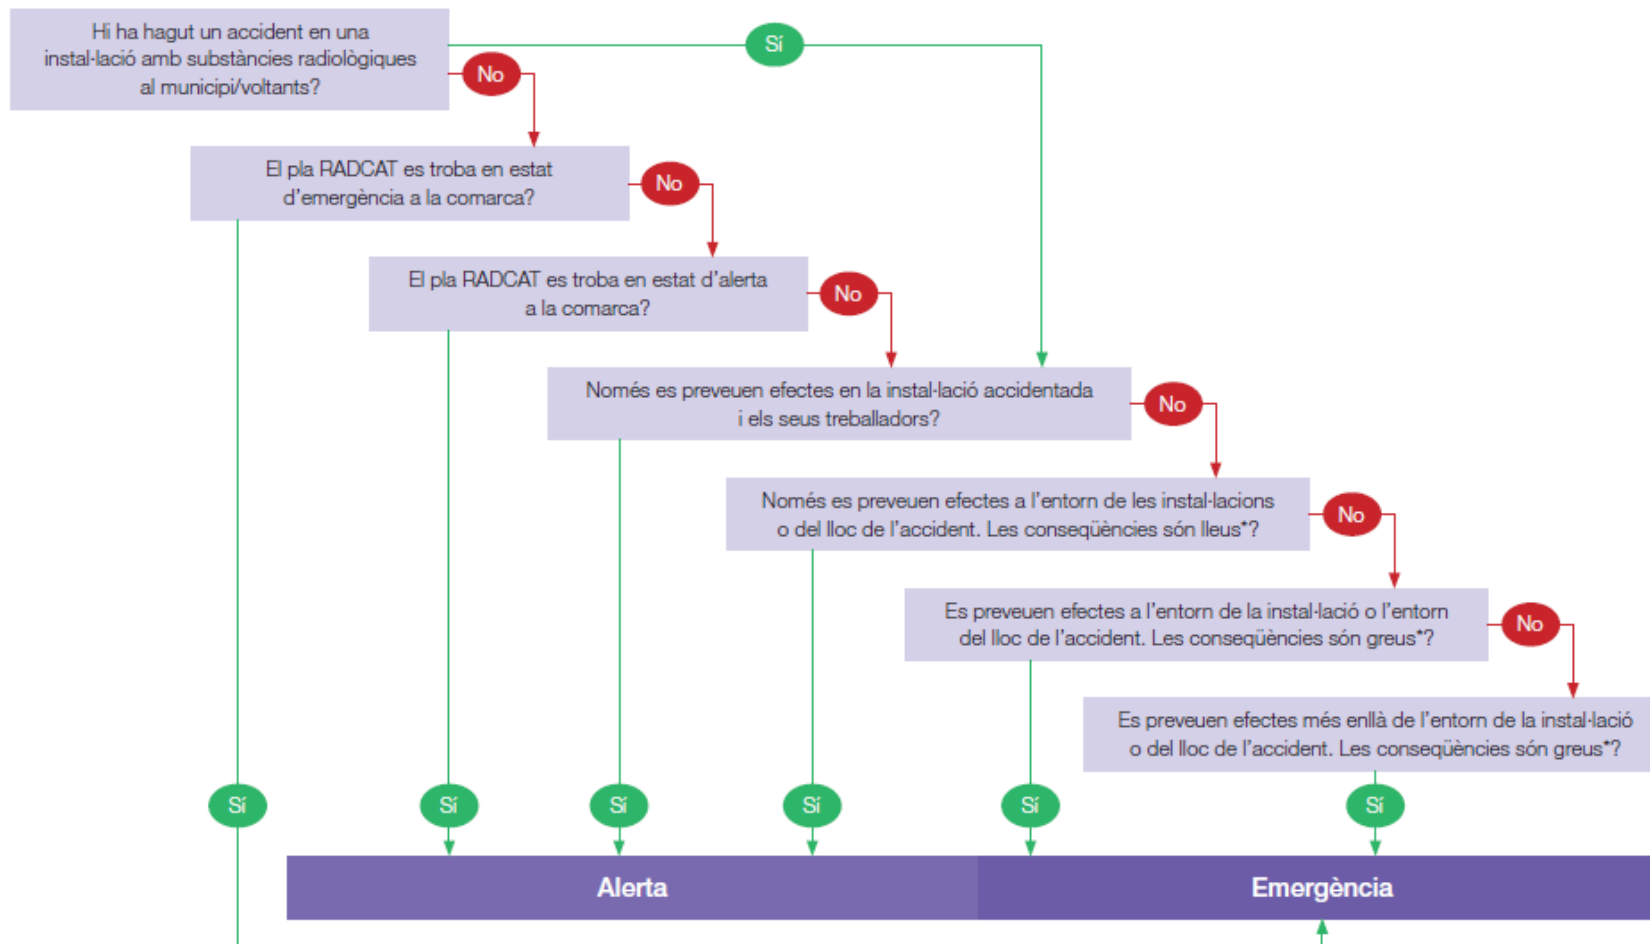 Hi ha hagut un accident en una
instal·lació amb substàncies radiològiques
al municipi/voltants?
Sí
No
El pla RADCAT es troba en estat
d'emergència a la comarca?
No
El pla RADCAT es troba en estat d'alerta
a la comarca?
No
Només es preveuen efectes en la instal·lació accidentada
i els seus treballadors?
No
Només es preveuen efectes a l'entorn de les instal·lacions
o del lloc de l'accident. Les conseqüències són lleus*?
No
Es preveuen efectes a l'entorn de la instal·lació o l'entorn
del lloc de l'accident. Les conseqüències són greus*?
No
Es preveuen efectes més enllà de l'entorn de la instal·lació
o del lloc de l'accident. Les conseqüències són greus*?
Sí
Sí
Sí
Sí
Sí
Sí
Alerta
Emergència